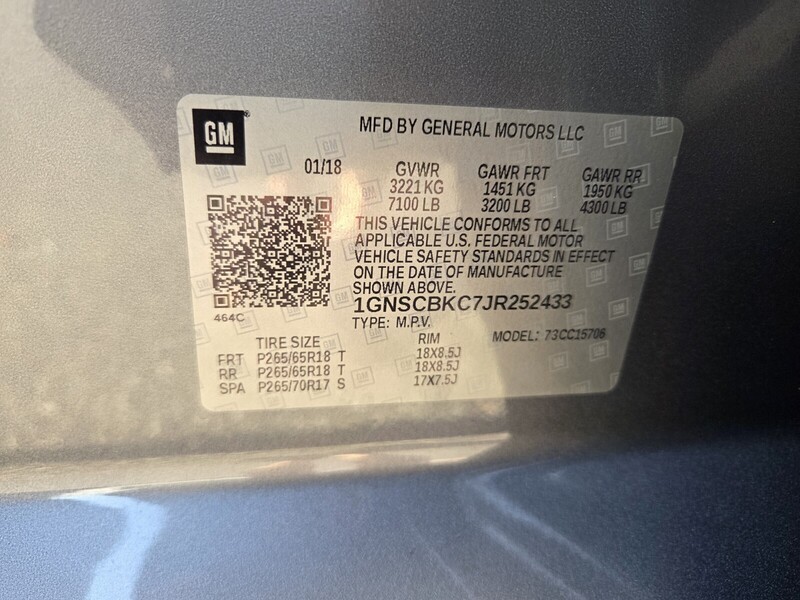 GM
MFD BY GENERAL MOTORS LLC
01/18 GVWR GAWR FRT GAWR RR
3221 KG 1451 KG 1950 KG
7100 LB 3200 LB 4300 LB
THIS VEHICLE CONFORMS TO ALL
APPLICABLE U.S. FEDERAL MOTOR
VEHICLE SAFETY STANDARDS IN EFFECT
ON THE DATE OF MANUFACTURE
SHOWN ABOVE.
1GNSCBKC7JR252433
464C
TYPE: M.P.V. MODEL: 73CC15706
TIRE SIZE RIM
FRT P265/65R18 T 18X8.5J
RR P265/65R18 T 18X8.5J
SPA P265/70R17 S 17X7.5J